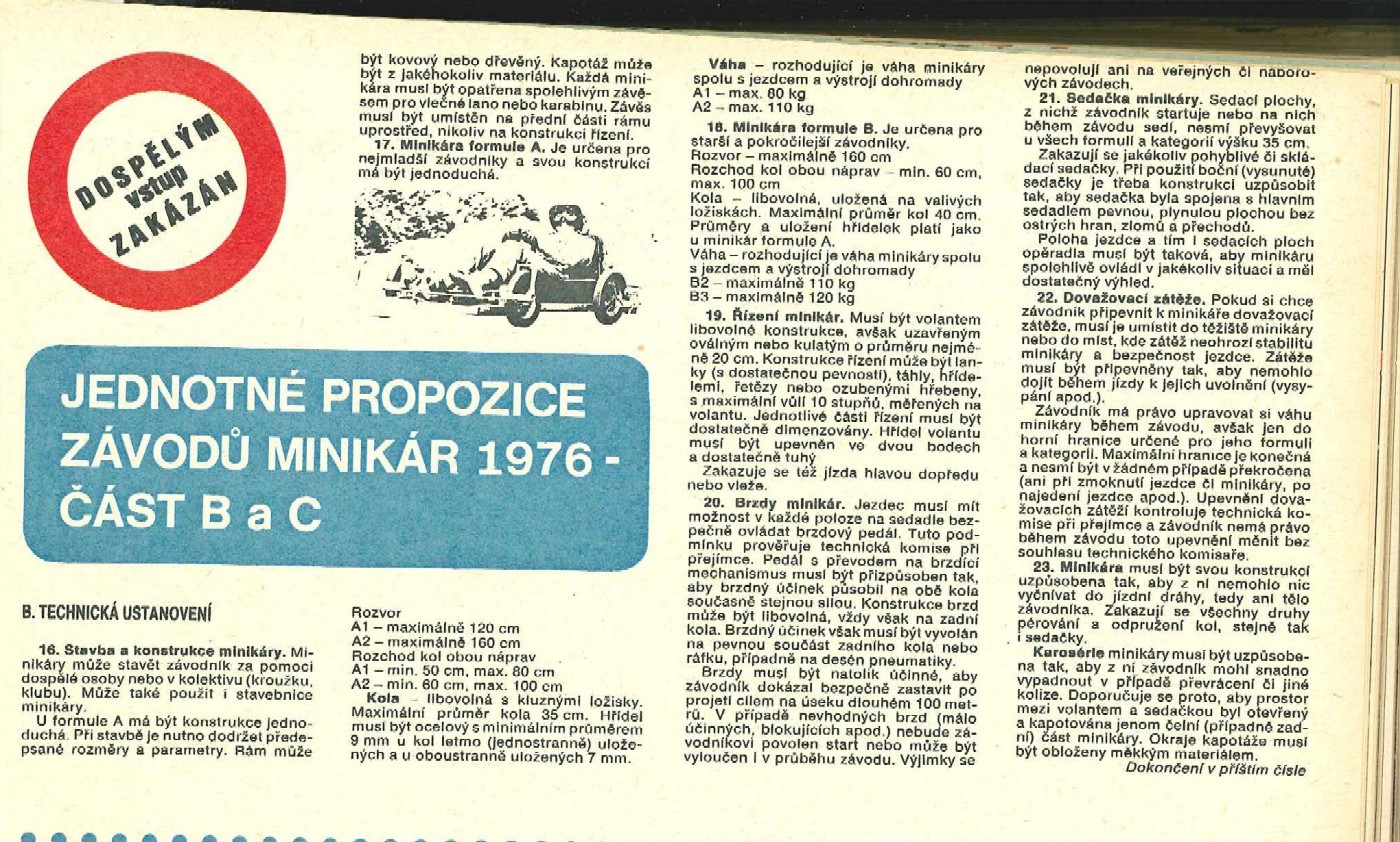 DOSPĚLÝM
vstup
ZAKÁZÁN
JEDNOTNÉ PROPOZICE
ZÁVODŮ MINIKÁR 1976 -
ČÁST B a C
B. TECHNICKÁ USTANOVENÍ
16. Stavba a konstrukce minikáry. Mi-
nikáry může stavět závodník za pomoci
dospělé osoby nebo v kolektivu (kroužku,
klubu). Může také použít i stavebnice
minikáry.
U formule A má být konstrukce jedno-
duchá. Při stavbě je nutno dodržet přede-
psané rozměry a parametry. Rám může
být kovový nebo dřevěný. Kapotáž může
být z jakéhokoliv materiálu. Každá mini-
kára musí být opatřena spolehlivým závě-
sem pro vlečné lano nebo karabinu. Závěs
musí být umístěn na přední části rámu
uprostřed, nikoliv na konstrukci řízení.
17. Minikára formule A. Je určena pro
nejmladší závodníky a svou konstrukcí
má být jednoduchá.
Rozvor
A1 – maximálně 120 cm
A2 – maximálně 160 cm
Rozchod kol obou náprav
A1 – min. 50 cm, max. 80 cm
A2 – min. 60 cm, max. 100 cm
Kola – libovolná s kluznými ložisky.
Maximální průměr kola 35 cm. Hřídel
musí být ocelový s minimálním průměrem
9 mm u kol letmo (jednostranně) ulože-
ných a u oboustranně uložených 7 mm.
Váha – rozhodující je váha minikáry
spolu s jezdcem a výstrojí dohromady
A1 – max. 80 kg
A2 – max. 110 kg
18. Minikára formule B. Je určena pro
starší a pokročilejší závodníky.
Rozvor – maximálně 160 cm
Rozchod kol obou náprav – min. 60 cm,
max. 100 cm
Kola – libovolná, uložená na valivých
ložiskách. Maximální průměr kol 40 cm.
Průměry a uložení hřídelek platí jako
u minikár formule A.
Váha – rozhodující je váha minikáry spolu
s jezdcem a výstrojí dohromady
B2 – maximálně 110 kg
B3 – maximálně 120 kg
19. Řízení minikár. Musí být volantem
libovolné konstrukce, avšak uzavřeným
oválným nebo kulatým o průměru nejmé-
ně 20 cm. Konstrukce řízení může být lan-
ky (s dostatečnou pevností), táhly, hříde-
lemi, řetězy nebo ozubenými hřebeny,
s maximální vůlí 10 stupňů, měřených na
volantu. Jednotlivé části řízení musí být
dostatečně dimenzovány. Hřídel volantu
musí být upevněn ve dvou bodech
a dostatečně tuhý
Zakazuje se též jízda hlavou dopředu
nebo vleže.
20. Brzdy minikár. Jezdec musí mít
možnost v každé poloze na sedadle bez-
pečně ovládat brzdový pedál. Tuto pod-
mínku prověřuje technická komise při
přejímce. Pedál s převodem na brzdící
mechanismus musí být přizpůsoben tak,
aby brzdný účinek působil na obě kola
současně stejnou silou. Konstrukce brzd
může být libovolná, vždy však na zadní
kola. Brzdný účinek však musí být vyvolán
na pevnou součást zadního kola nebo
ráfku, případně na desén pneumatiky.
Brzdy musí být natolik účinné, aby
závodník dokázal bezpečně zastavit po
projetí cílem na úseku dlouhém 100 met-
rů. V případě nevhodných brzd (málo
účinných, blokujících apod.) nebude zá-
vodníkovi povolen start nebo může být
vyloučen i v průběhu závodu. Výjimky se
nepovolují ani na veřejných či náboro-
vých závodech.
21. Sedačka minikáry. Sedací plochy,
z nichž závodník startuje nebo na nich
během závodu sedí, nesmí převyšovat
u všech formulí a kategorií výšku 35 cm.
Zakazují se jakékoliv pohyblivé či sklá-
dací sedačky. Při použití boční (vysunuté)
sedačky je třeba konstrukci uzpůsobit
tak, aby sedačka byla spojena s hlavním
sedadlem pevnou, plynulou plochou bez
ostrých hran, zlomů a přechodů.
Poloha jezdce a tím i sedacích ploch
opěradla musí být taková, aby minikáru
spolehlivě ovládl v jakékoliv situaci a měl
dostatečný výhled.
22. Dovažovací zátěže. Pokud si chce
závodník připevnit k minikáře dovažovací
zátěže, musí je umístit do těžiště minikáry
nebo do míst, kde zátěž neohrozí stabilitu
minikáry a bezpečnost jezdce. Zátěže
musí být připevněny tak, aby nemohlo
dojít během jízdy k jejich uvolnění (vysy-
pání apod.).
Závodník má právo upravovat si váhu
minikáry během závodu, avšak jen do
horní hranice určené pro jeho formuli
a kategorii. Maximální hranice je konečná
a nesmí být v žádném případě překročena
(ani při zmoknutí jezdce či minikáry, po
najedení jezdce apod.). Upevnění dova-
žovacích zátěží kontroluje technická ko-
mise při přejímce a závodník nemá právo
během závodu toto upevnění měnit bez
souhlasu technického komisaře.
23. Minikára musí být svou konstrukcí
uzpůsobena tak, aby z ní nemohlo nic
vyčnívat do jízdní dráhy, tedy ani tělo
závodníka. Zakazují se všechny druhy
pérování a odpružení kol, stejně tak
i sedačky.
Karosérie minikáry musí být uzpůsobe-
na tak, aby z ní závodník mohl snadno
vypadnout v případě převrácení či jiné
kolize. Doporučuje se proto, aby prostor
mezi volantem a sedačkou byl otevřený
a kapotována jenom čelní (případně zad-
ní) část minikáry. Okraje kapotáže musí
být obloženy měkkým materiálem.
Dokončení v příštím čísle